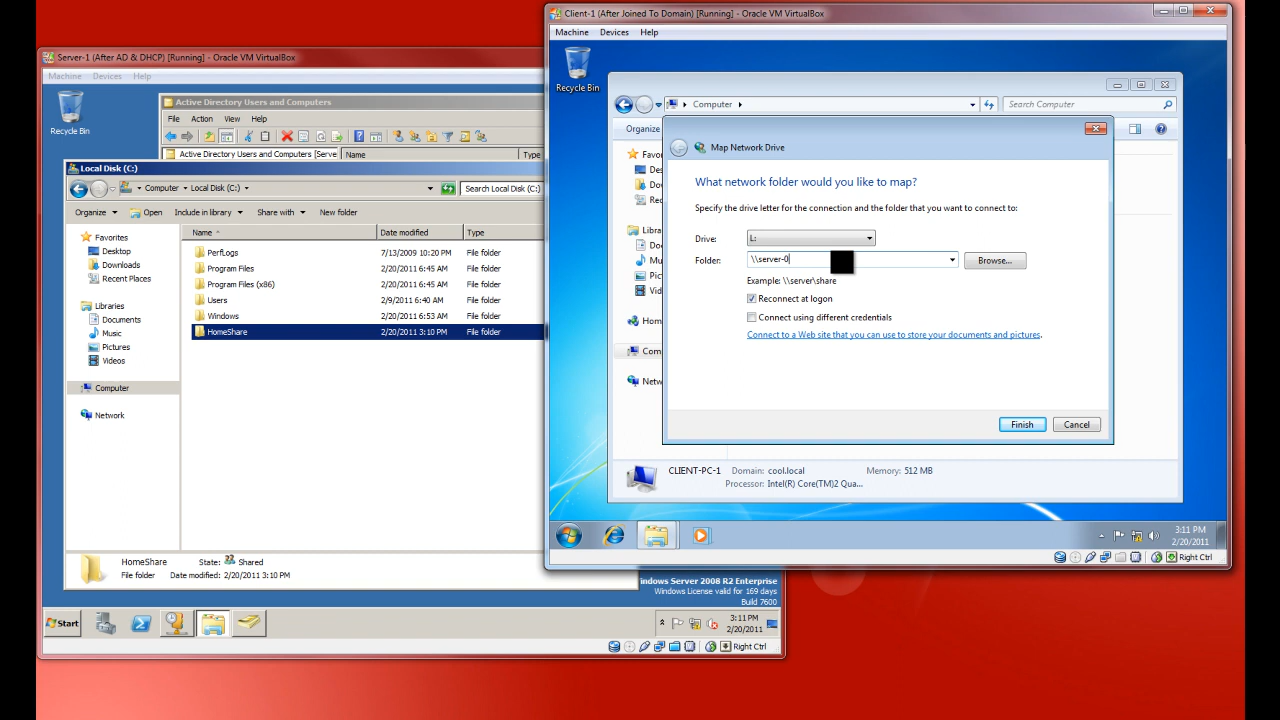 Client-1 (After Joined To Domain) [Running] - Oracle VM VirtualBox
Machine Devices Help
Recycle Bin
Computer
Search Computer
Organize
Map Network Drive
What network folder would you like to map?
Specify the drive letter for the connection and the folder that you want to connect to:
Drive: L:
Folder: \\server-0
Browse...
Example: \\server\share
Reconnect at logon
Connect using different credentials
Connect to a Web site that you can use to store your documents and pictures.
Finish Cancel
Favo
Des
Do
Rec
Libra
Do
Mu
Pic
Vid
Hom
Com
Netw
CLIENT-PC-1 Domain: cool.local Memory: 512 MB
Processor: Intel(R) Core(TM)2 Qua...
3:11 PM
2/20/2011
Right Ctrl
Server-1 (After AD & DHCP) [Running] - Oracle VM VirtualBox
Machine Devices Help
Recycle Bin
Active Directory Users and Computers
File Action View Help
Active Directory Users and Computers [Serve Name Type
Local Disk (C:)
Computer Local Disk (C:)
Search Local Disk (C:)
Organize Open Include in library Share with New folder
Favorites
Desktop
Downloads
Recent Places
Libraries
Documents
Music
Pictures
Videos
Computer
Network
Name Date modified Type
PerfLogs 7/13/2009 10:20 PM File folder
Program Files 2/20/2011 6:45 AM File folder
Program Files (x86) 2/20/2011 6:45 AM File folder
Users 2/9/2011 6:40 AM File folder
Windows 2/20/2011 6:53 AM File folder
HomeShare 2/20/2011 3:10 PM File folder
HomeShare State: Shared
File folder Date modified: 2/20/2011 3:10 PM
indows Server 2008 R2 Enterprise
Windows License valid for 169 days
Build 7600
Start
3:11 PM
2/20/2011
Right Ctrl